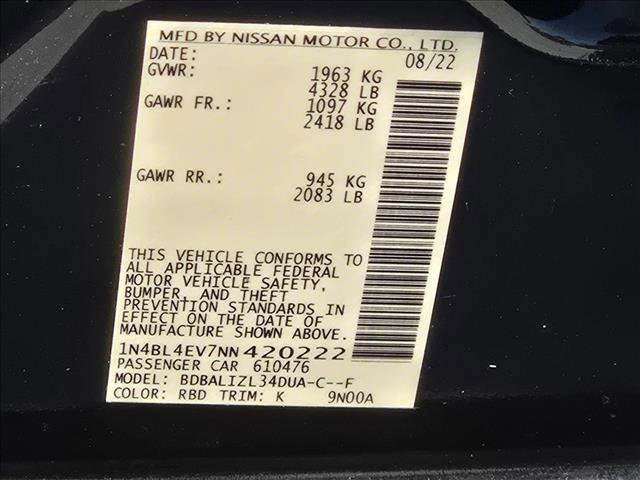 MFD BY NISSAN MOTOR CO., LTD.
DATE: 08/22
GVWR: 1963 KG
4328 LB
GAWR FR.: 1097 KG
2418 LB
GAWR RR.: 945 KG
2083 LB
THIS VEHICLE CONFORMS TO
ALL APPLICABLE FEDERAL
MOTOR VEHICLE SAFETY,
BUMPER, AND THEFT
PREVENTION STANDARDS IN
EFFECT ON THE DATE OF
MANUFACTURE SHOWN ABOVE.
1N4BL4EV7NN420222
PASSENGER CAR 610476
MODEL: BDBALIZL34DUA-C--F
COLOR: RBD TRIM: K 9N00A